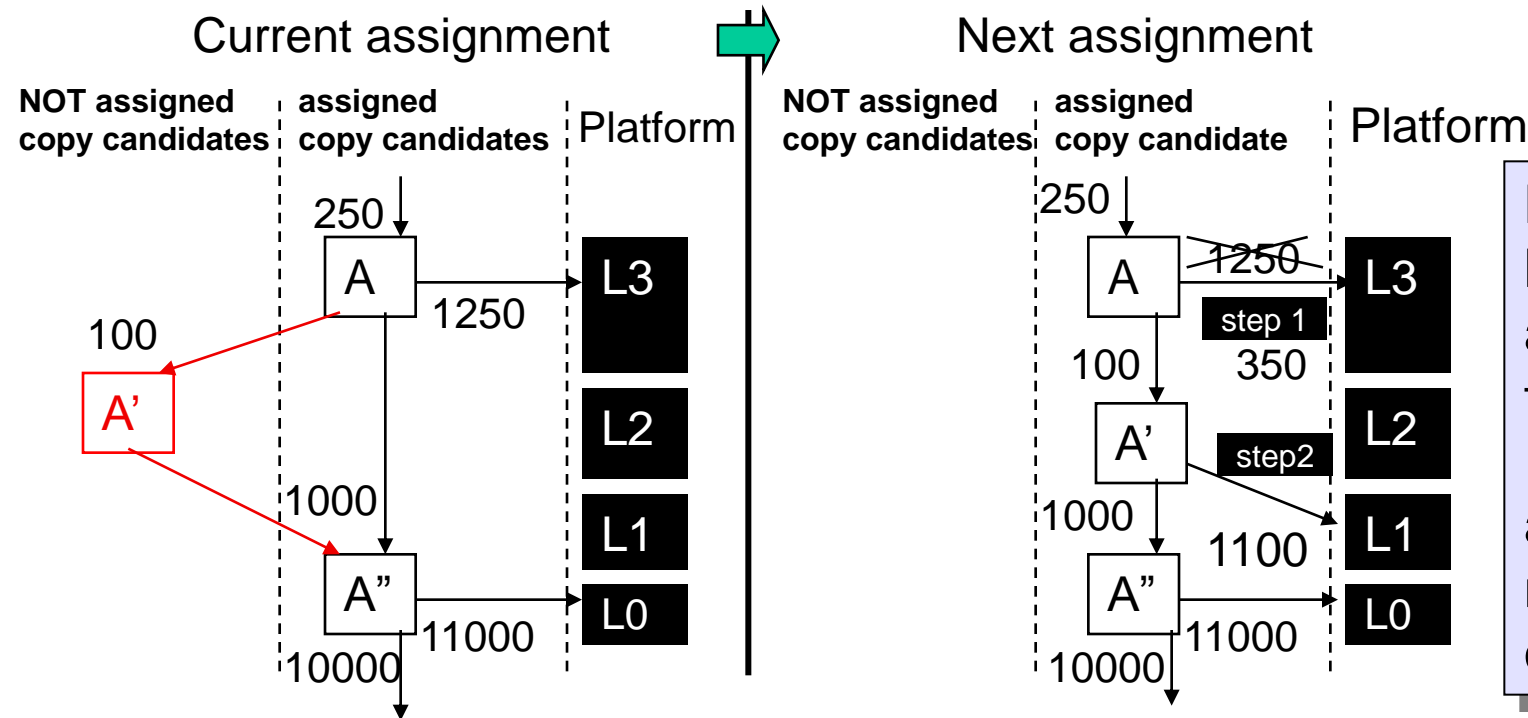 Current assignment
Next assignment
NOT assigned
copy candidates
assigned
copy candidates
Platform
250
A
1250
L3
100
A'
L2
1000
L1
A”
11000
L0
10000
NOT assigned
copy candidates
assigned
copy candidate
Platform
250
A
1250
L3
step 1
350
100
A'
L2
step2
1000
1100
L1
A”
11000
L0
10000